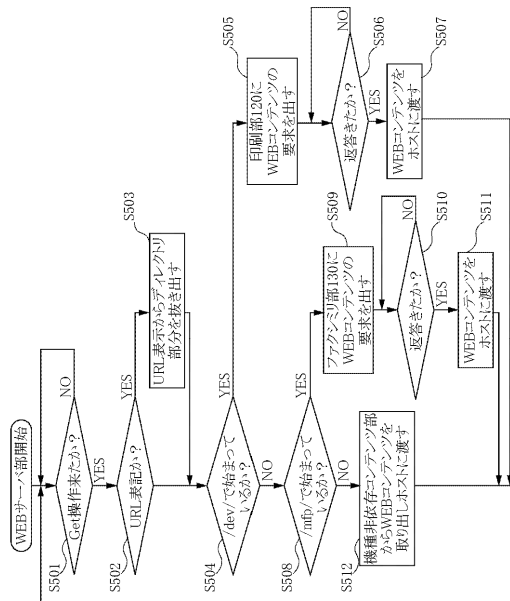 WEBサーバ部開始
S501
Get操作来たか?
NO
YES
S502
URL表記か?
YES
S503
URL表示からディレクトリ
部分を抜き出す
S504
/dev/で始まって
いるか?
YES
NO
S505
印刷部120に
WEBコンテンツの
要求を出す
S506
返答きたか?
NO
YES
S507
WEBコンテンツを
ホストに渡す
S508
/mfp/で始まって
いるか?
YES
NO
S509
ファクシミリ部130に
WEBコンテンツの
要求を出す
S510
返答きたか?
NO
YES
S511
WEBコンテンツを
ホストに渡す
S512
機種非依存コンテンツ部
からWEBコンテンツを
取り出しホストに渡す